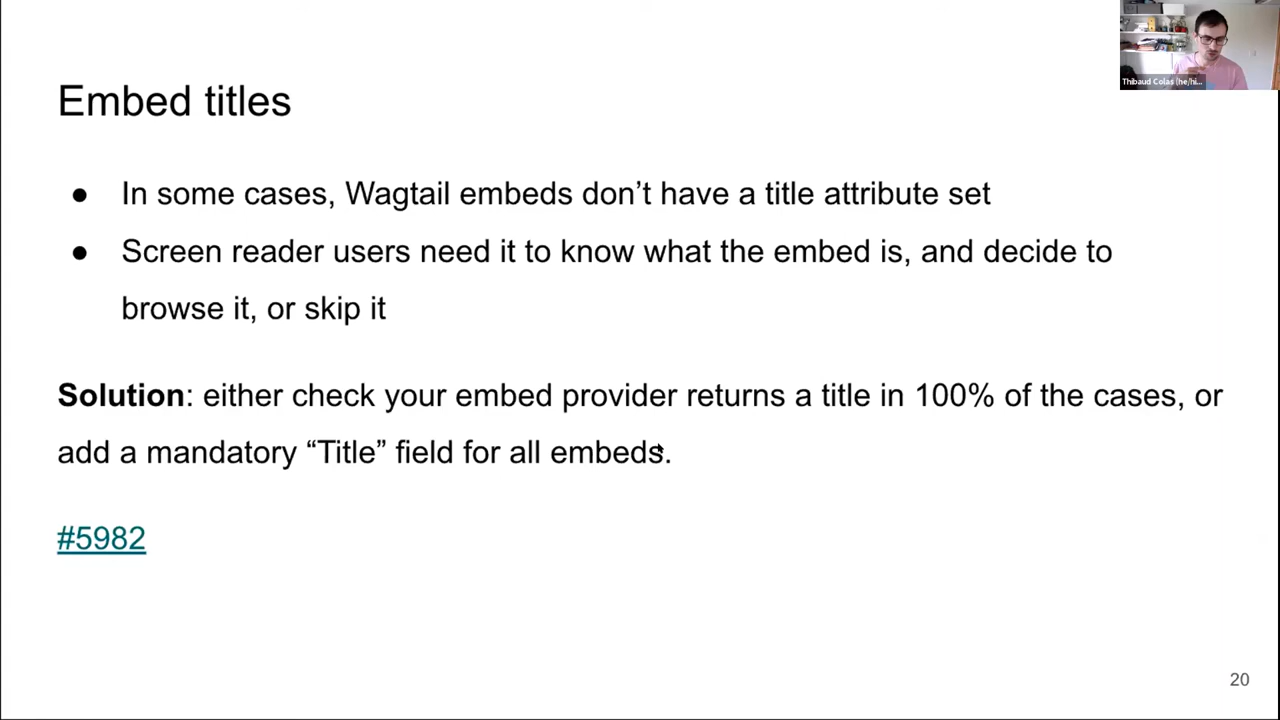 Thibaud Colas (he/hi...
Embed titles
● In some cases, Wagtail embeds don’t have a title attribute set
● Screen reader users need it to know what the embed is, and decide to
browse it, or skip it
Solution: either check your embed provider returns a title in 100% of the cases, or
add a mandatory “Title” field for all embeds.
#5982
20